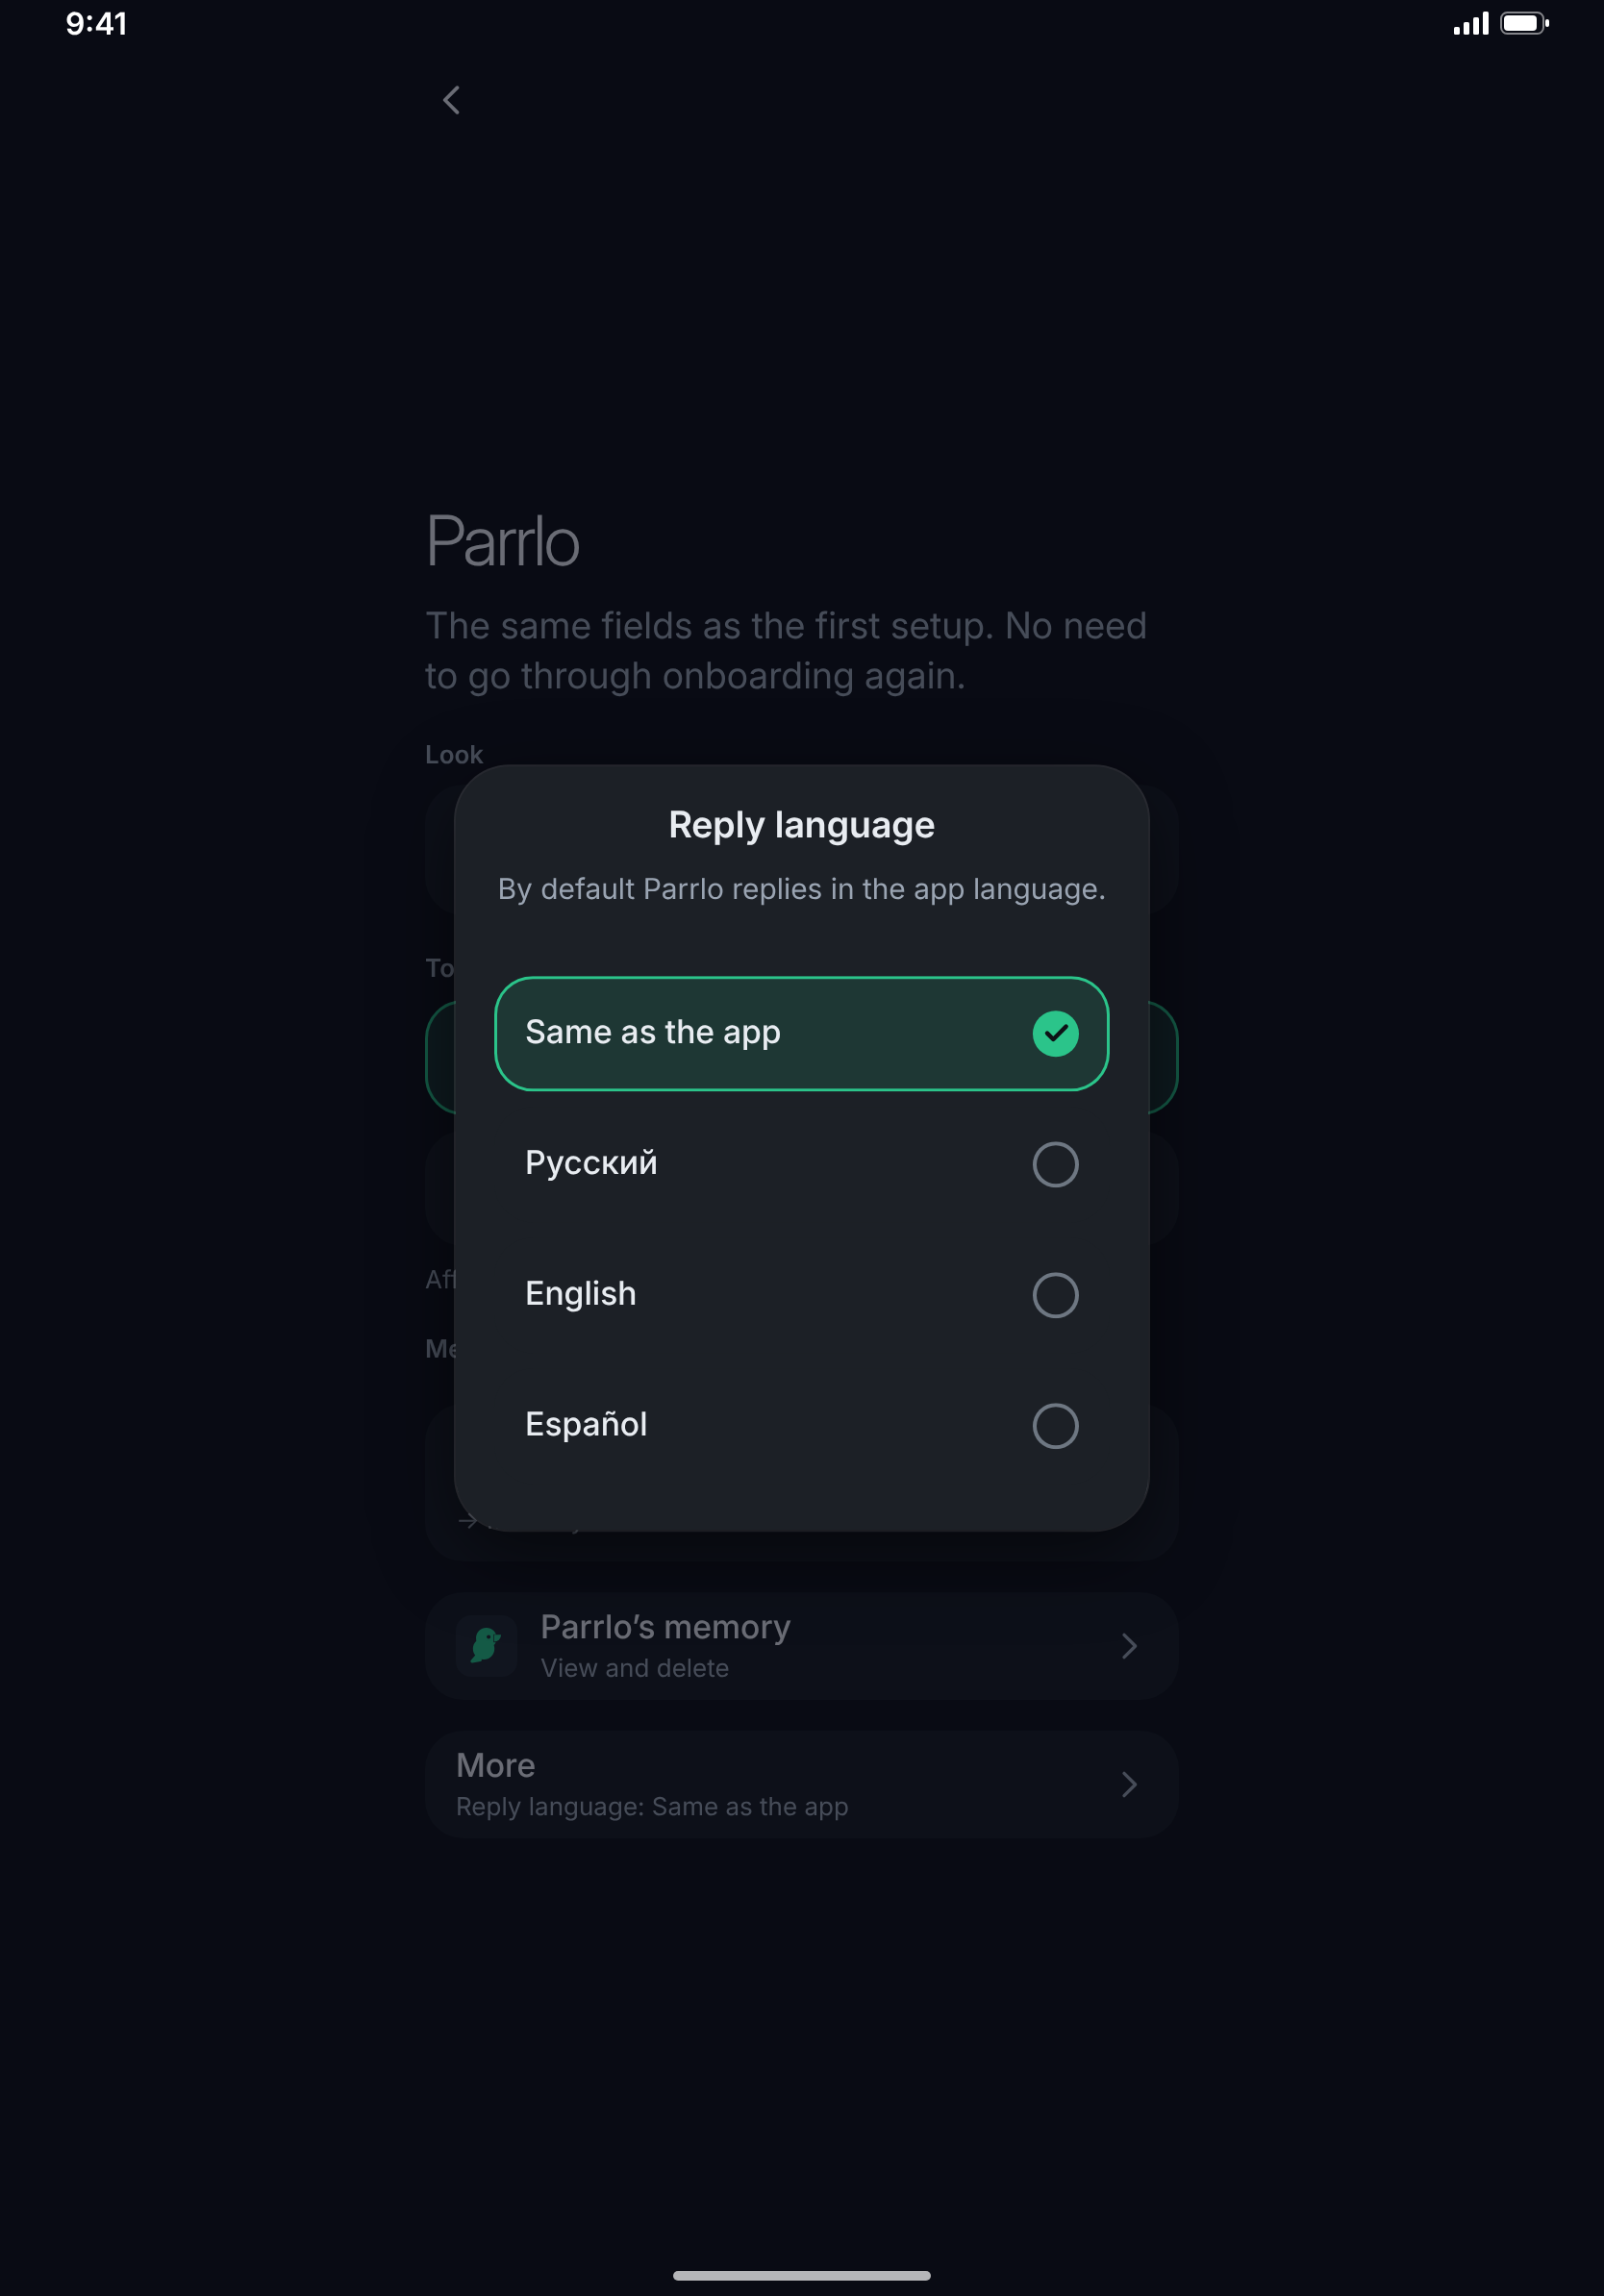 9:41
Parrlo
The same fields as the first setup. No need
to go through onboarding again.
Look
Reply language
By default Parrlo replies in the app language.
Same as the app
Русский
English
Español
Parrlo’s memory
View and delete
More
Reply language: Same as the app